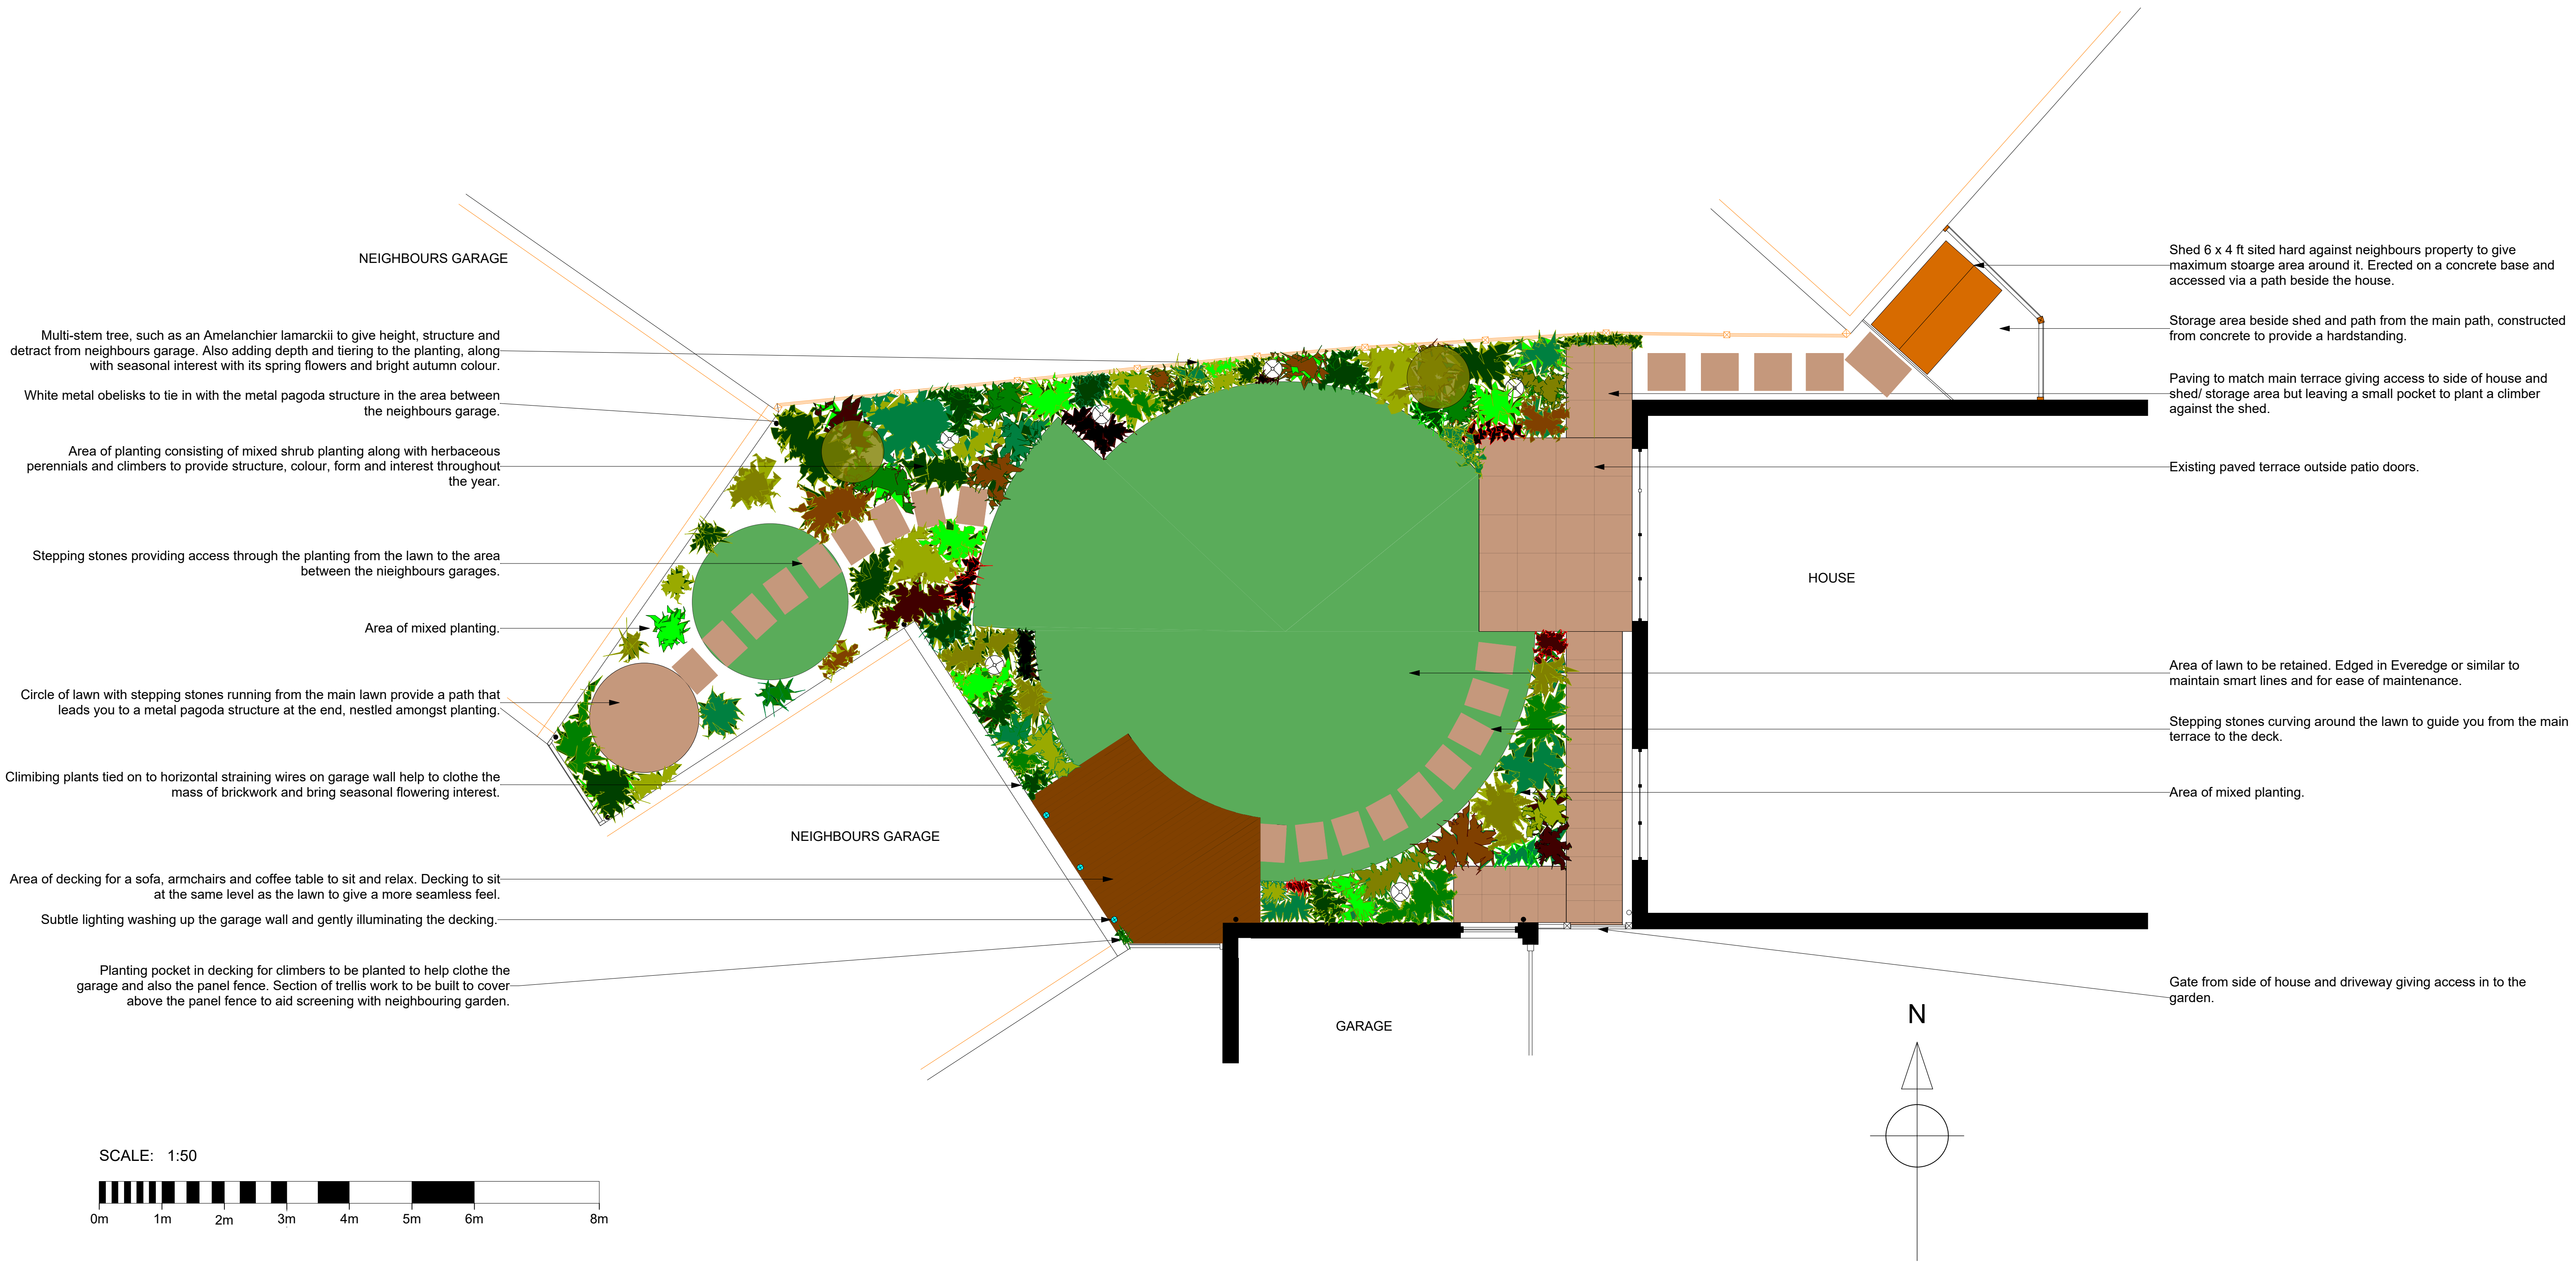 NEIGHBOURS GARAGE
Multi-stem tree, such as an Amelanchier lamarckii to give height, structure and
detract from neighbours garage. Also adding depth and tiering to the planting, along
with seasonal interest with its spring flowers and bright autumn colour.
White metal obelisks to tie in with the metal pagoda structure in the area between
the neighbours garage.
Area of planting consisting of mixed shrub planting along with herbaceous
perennials and climbers to provide structure, colour, form and interest throughout
the year.
Stepping stones providing access through the planting from the lawn to the area
between the nieighbours garages.
Area of mixed planting.
Circle of lawn with stepping stones running from the main lawn provide a path that
leads you to a metal pagoda structure at the end, nestled amongst planting.
Climibing plants tied on to horizontal straining wires on garage wall help to clothe the
mass of brickwork and bring seasonal flowering interest.
NEIGHBOURS GARAGE
Area of decking for a sofa, armchairs and coffee table to sit and relax. Decking to sit
at the same level as the lawn to give a more seamless feel.
Subtle lighting washing up the garage wall and gently illuminating the decking.
Planting pocket in decking for climbers to be planted to help clothe the
garage and also the panel fence. Section of trellis work to be built to cover
above the panel fence to aid screening with neighbouring garden.
Shed 6 x 4 ft sited hard against neighbours property to give
maximum stoarge area around it. Erected on a concrete base and
accessed via a path beside the house.
Storage area beside shed and path from the main path, constructed
from concrete to provide a hardstanding.
Paving to match main terrace giving access to side of house and
shed/ storage area but leaving a small pocket to plant a climber
against the shed.
Existing paved terrace outside patio doors.
HOUSE
Area of lawn to be retained. Edged in Everedge or similar to
maintain smart lines and for ease of maintenance.
Stepping stones curving around the lawn to guide you from the main
terrace to the deck.
Area of mixed planting.
Gate from side of house and driveway giving access in to the
garden.
GARAGE
N
SCALE: 1:50
0m 1m 2m 3m 4m 5m 6m 8m